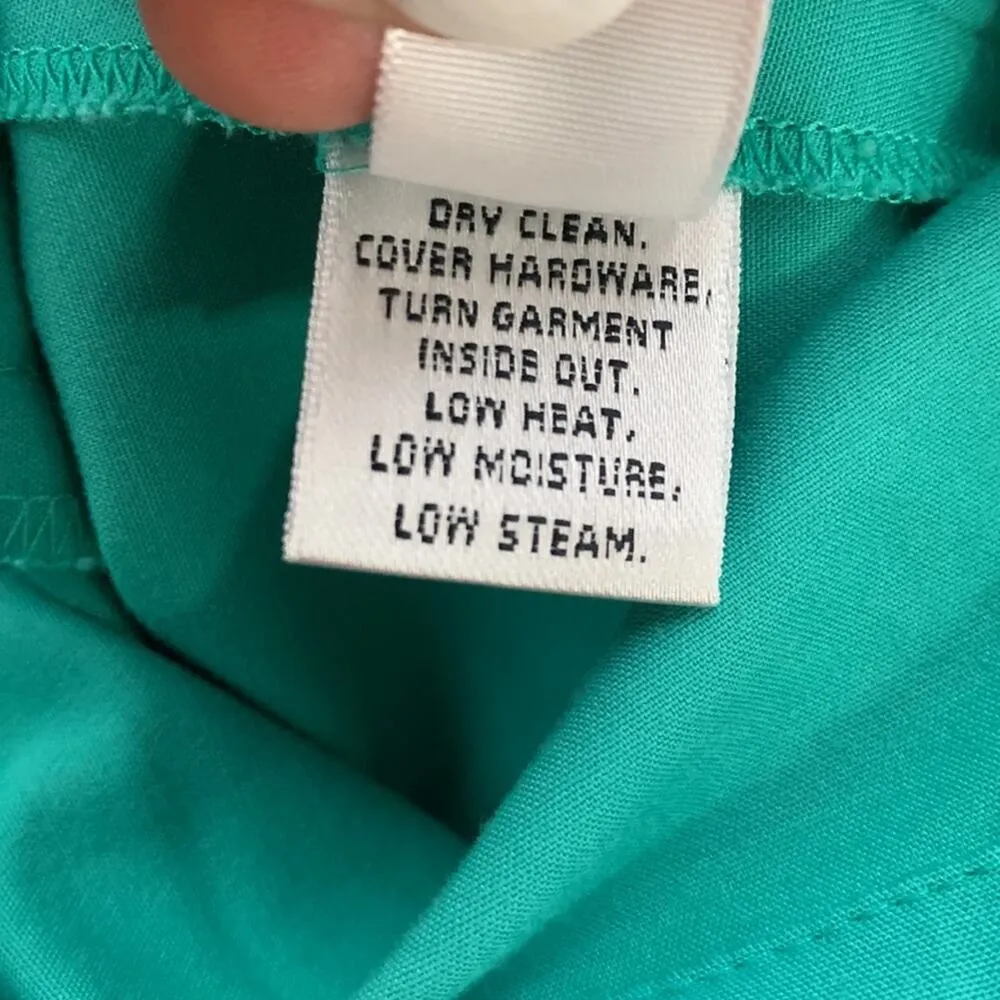 DRY CLEAN.
COVER HARDWARE,
TURN GARMENT
INSIDE OUT.
LOW HEAT,
LOW MOISTURE,
LOW STEAM.